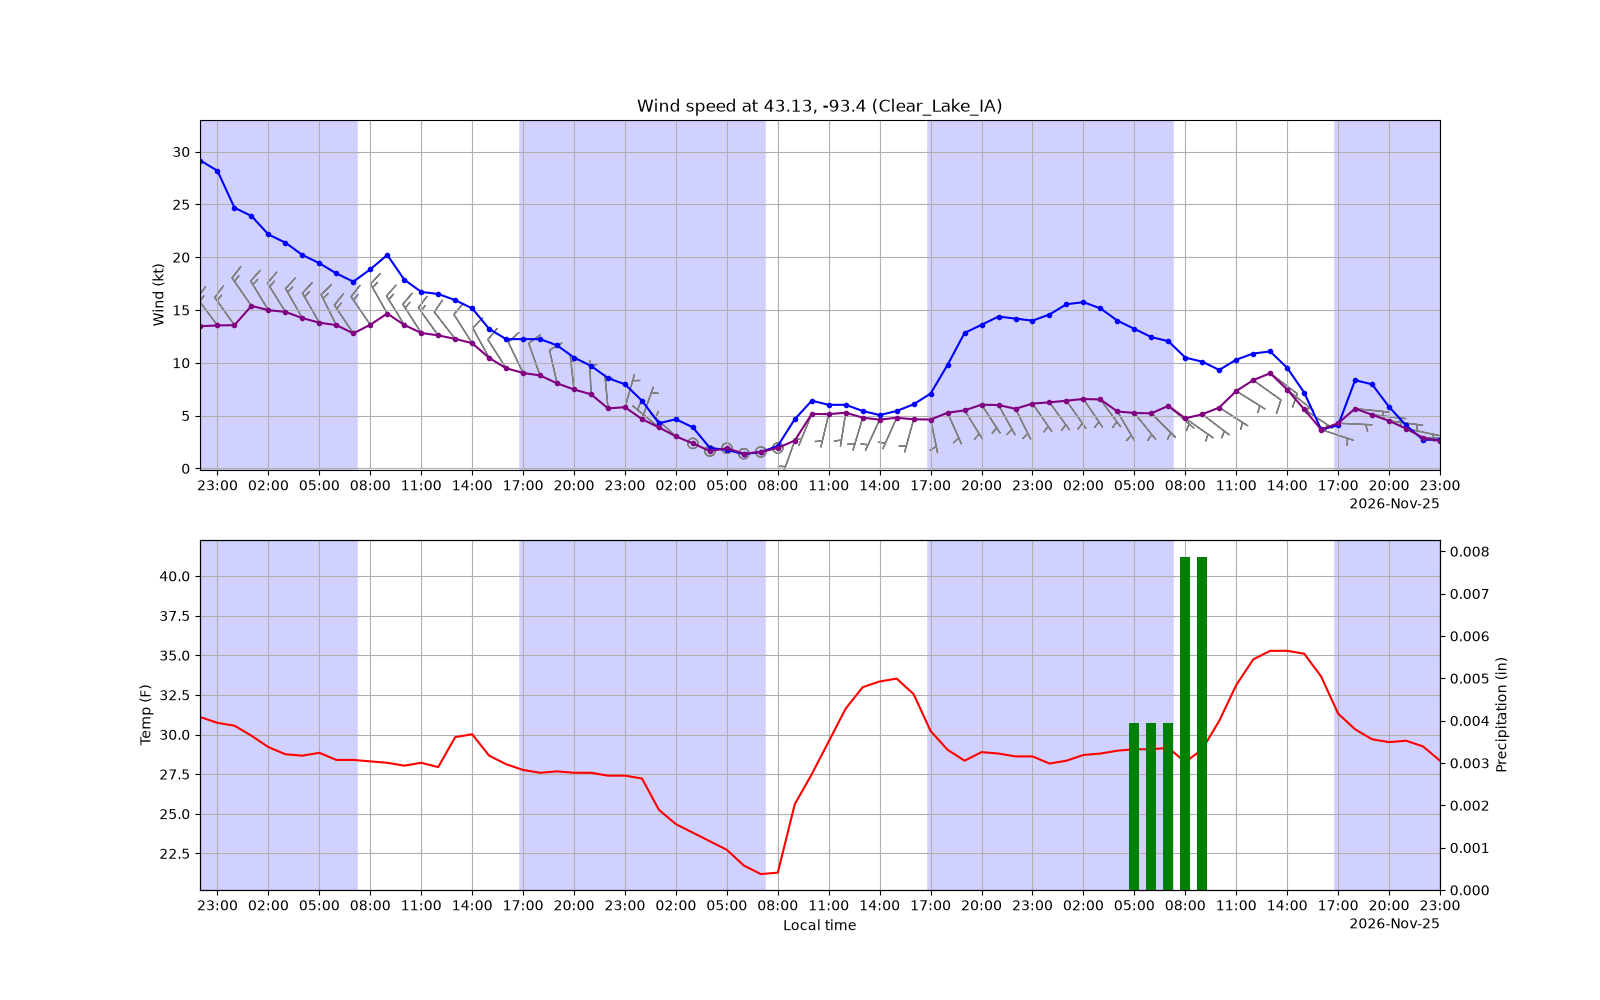 Wind speed at 43.13, -93.4 (Clear_Lake_IA)
30
25
20
15
10
5
0
Wind (kt)
23:00 02:00 05:00 08:00 11:00 14:00 17:00 20:00 23:00 02:00 05:00 08:00 11:00 14:00 17:00 20:00 23:00 02:00 05:00 08:00 11:00 14:00 17:00 20:00 23:00
2026-Nov-25
40.0
37.5
35.0
32.5
30.0
27.5
25.0
22.5
Temp (F)
0.008
0.007
0.006
0.005
0.004
0.003
0.002
0.001
0.000
Precipitation (in)
23:00 02:00 05:00 08:00 11:00 14:00 17:00 20:00 23:00 02:00 05:00 08:00 11:00 14:00 17:00 20:00 23:00 02:00 05:00 08:00 11:00 14:00 17:00 20:00 23:00
Local time
2026-Nov-25